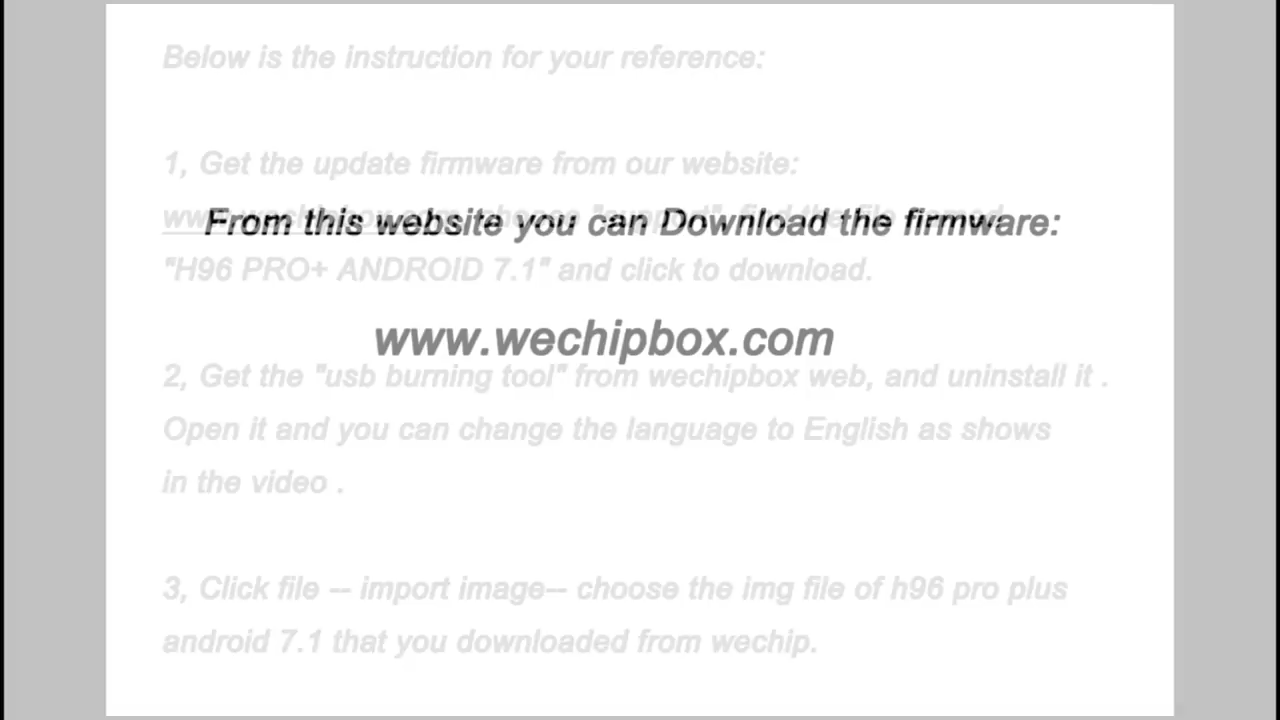 Below is the instruction for your reference:
1, Get the update firmware from our website:
From this website you can Download the firmware:
"H96 PRO+ ANDROID 7.1" and click to download.
www.wechipbox.com
2, Get the "usb burning tool" from wechipbox web, and uninstall it .
Open it and you can change the language to English as shows
in the video .
3, Click file -- import image-- choose the img file of h96 pro plus
android 7.1 that you downloaded from wechip.